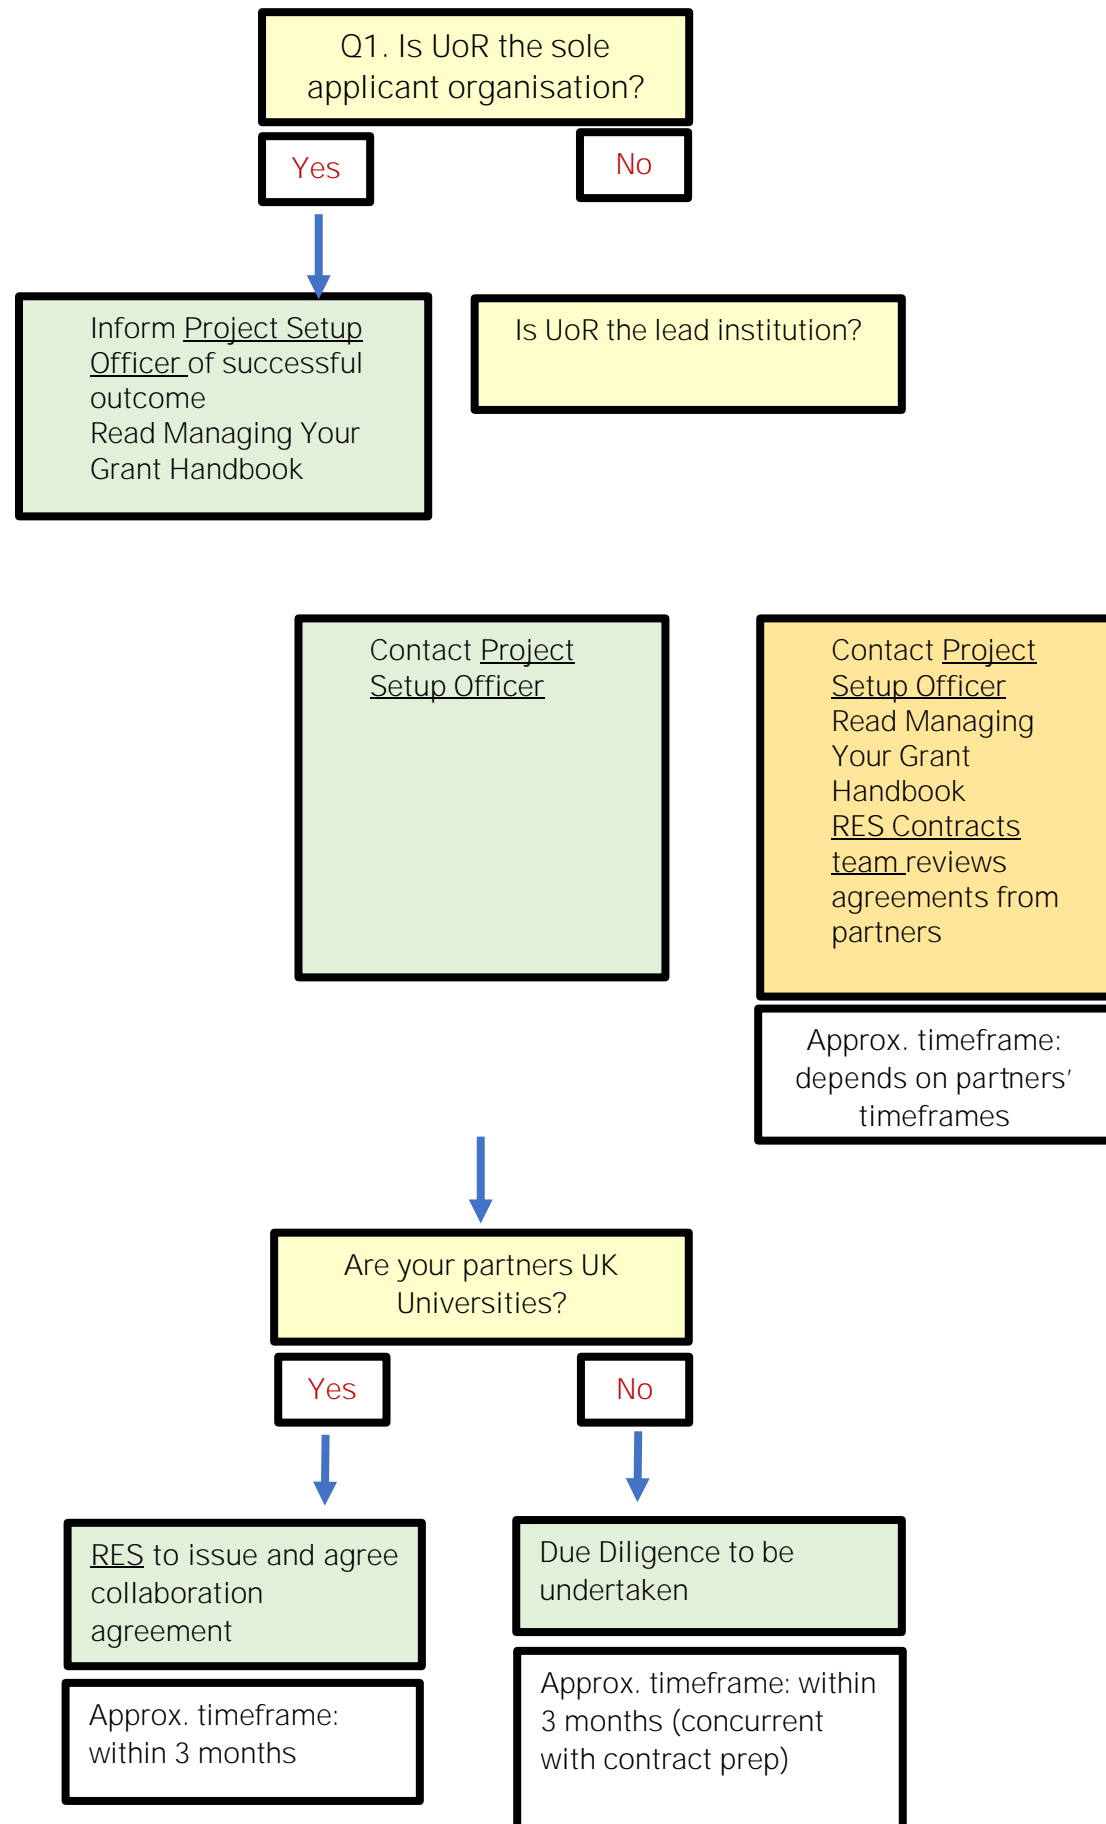 Q1. Is UoR the sole
applicant organisation?
Yes
No
Inform Project Setup
Officer of successful
outcome
Read Managing Your
Grant Handbook
Is UoR the lead institution?
Contact Project
Setup Officer
Contact Project
Setup Officer
Read Managing
Your Grant
Handbook
RES Contracts
team reviews
agreements from
partners
Approx. timeframe:
depends on partners’
timeframes
Are your partners UK
Universities?
Yes
No
RES to issue and agree
collaboration
agreement
Approx. timeframe:
within 3 months
Due Diligence to be
undertaken
Approx. timeframe: within
3 months (concurrent
with contract prep)